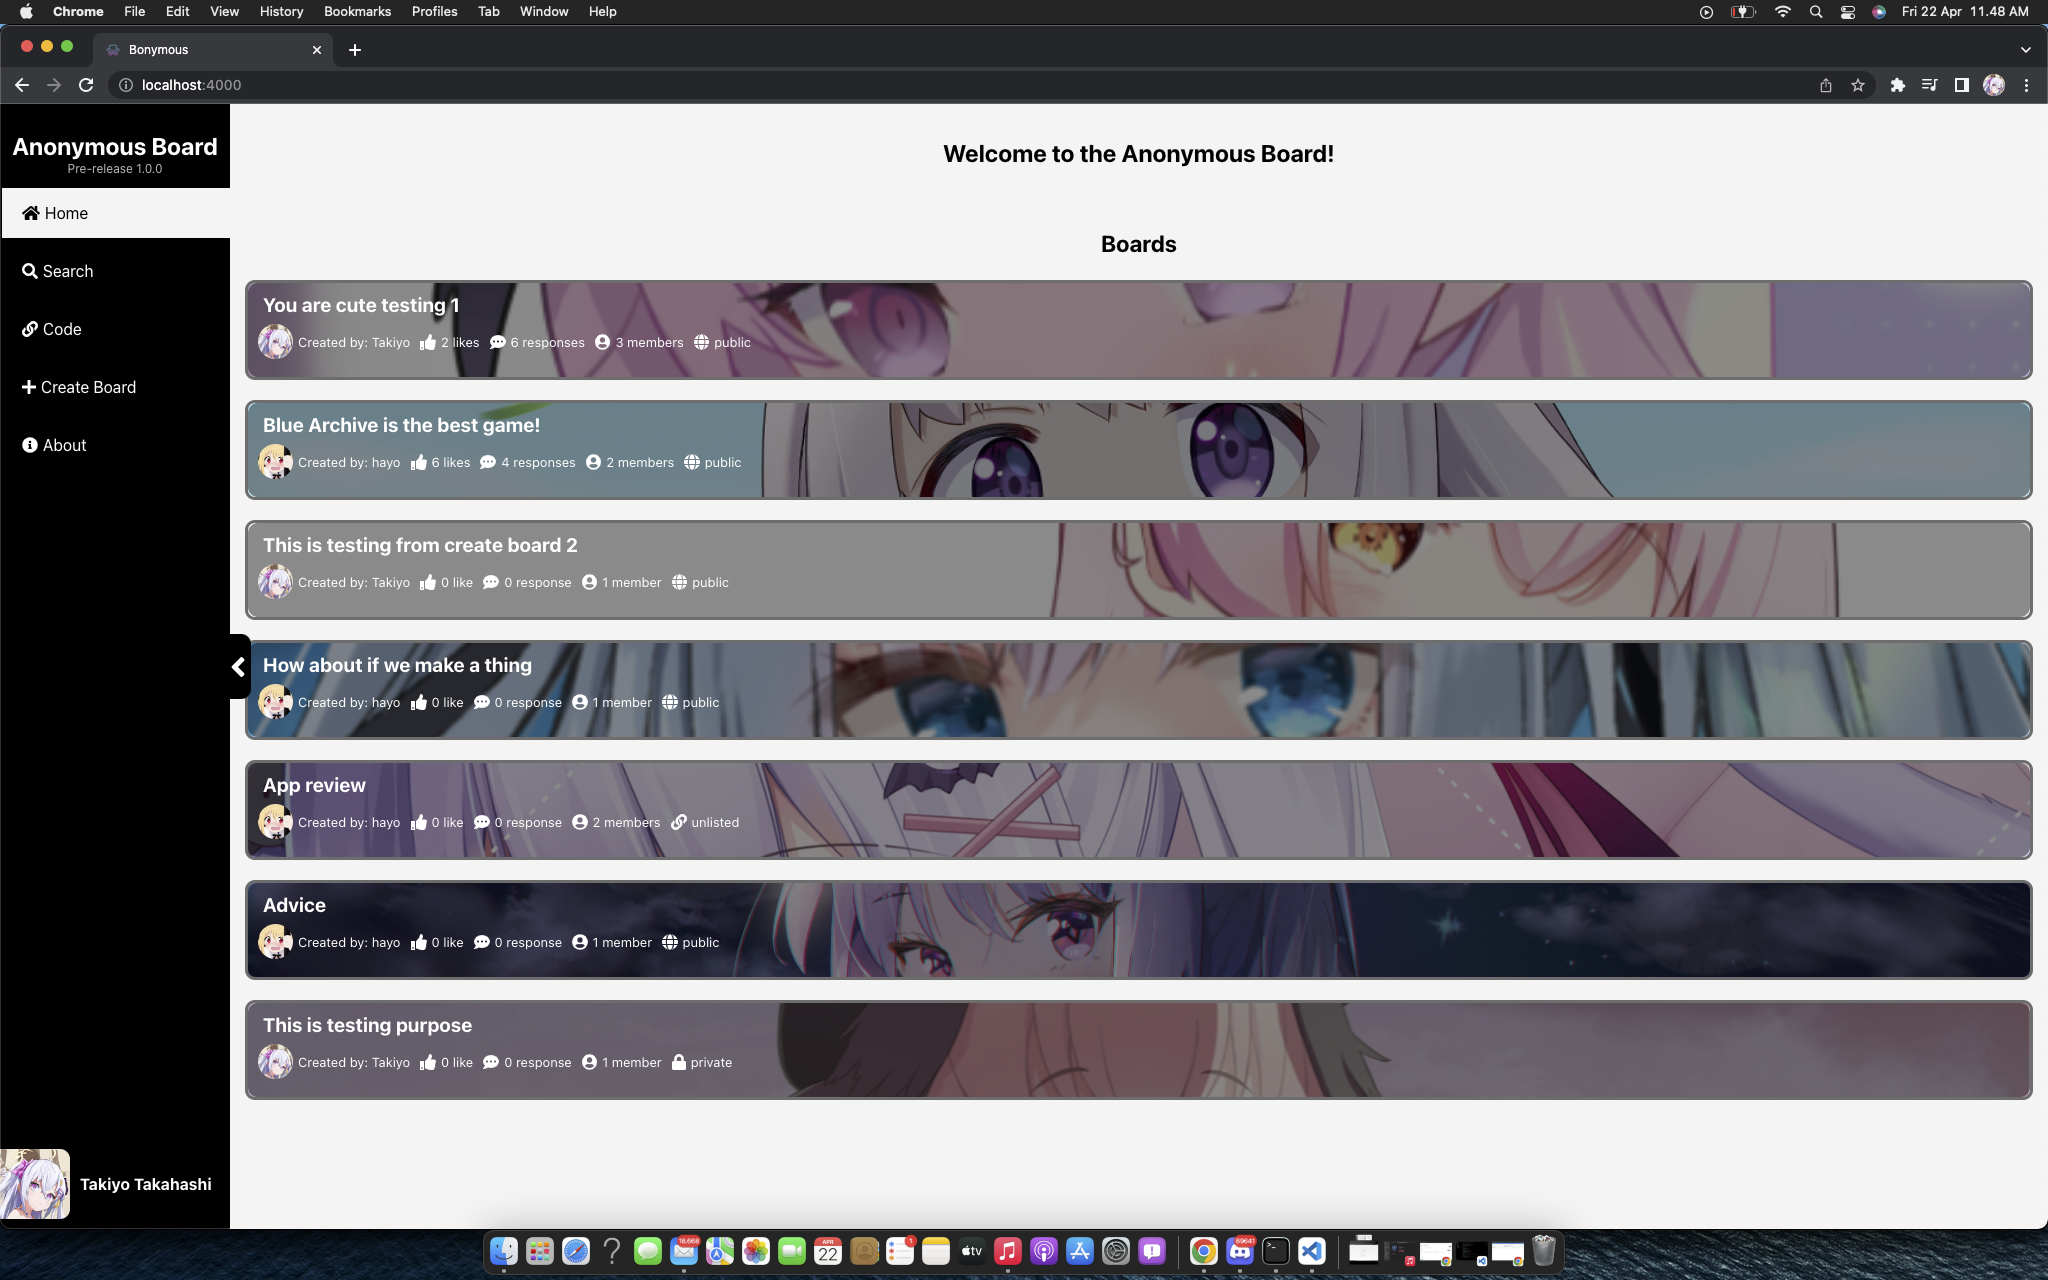 Chrome File Edit View History Bookmarks Profiles Tab Window Help Fri 22 Apr 11.48 AM
Bonymous
localhost:4000
Anonymous Board
Pre-release 1.0.0
Home
Search
Code
Create Board
About
Takiyo Takahashi
Welcome to the Anonymous Board!
Boards
You are cute testing 1
Created by: Takiyo 2 likes 6 responses 3 members public
Blue Archive is the best game!
Created by: hayo 6 likes 4 responses 2 members public
This is testing from create board 2
Created by: Takiyo 0 like 0 response 1 member public
How about if we make a thing
Created by: hayo 0 like 0 response 1 member public
App review
Created by: hayo 0 like 0 response 2 members unlisted
Advice
Created by: hayo 0 like 0 response 1 member public
This is testing purpose
Created by: Takiyo 0 like 0 response 1 member private
18.668 APR 22 1 tv 69641